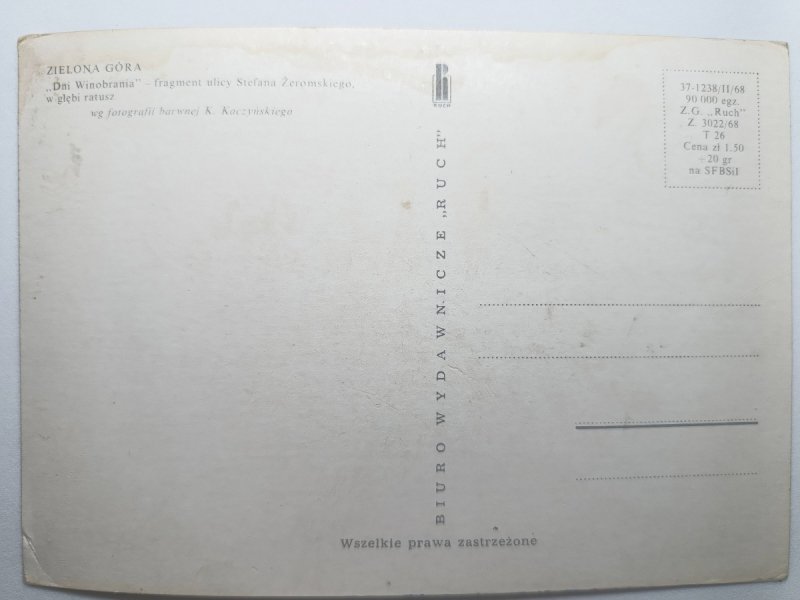 ZIELONA GÓRA
„Dni Winobrania" - fragment ulicy Stefana Żeromskiego,
w głębi ratusz
wg fotografii barwnej K. Kaczyńskiego
RUCH
BIURO WYDAWNICZE „RUCH"
37-1238/II/68
90 000 egz.
Z.G. „Ruch"
Z. 3022/68
T 26
Cena zł 1.50
+20 gr
na SFBSiI
Wszelkie prawa zastrzeżone